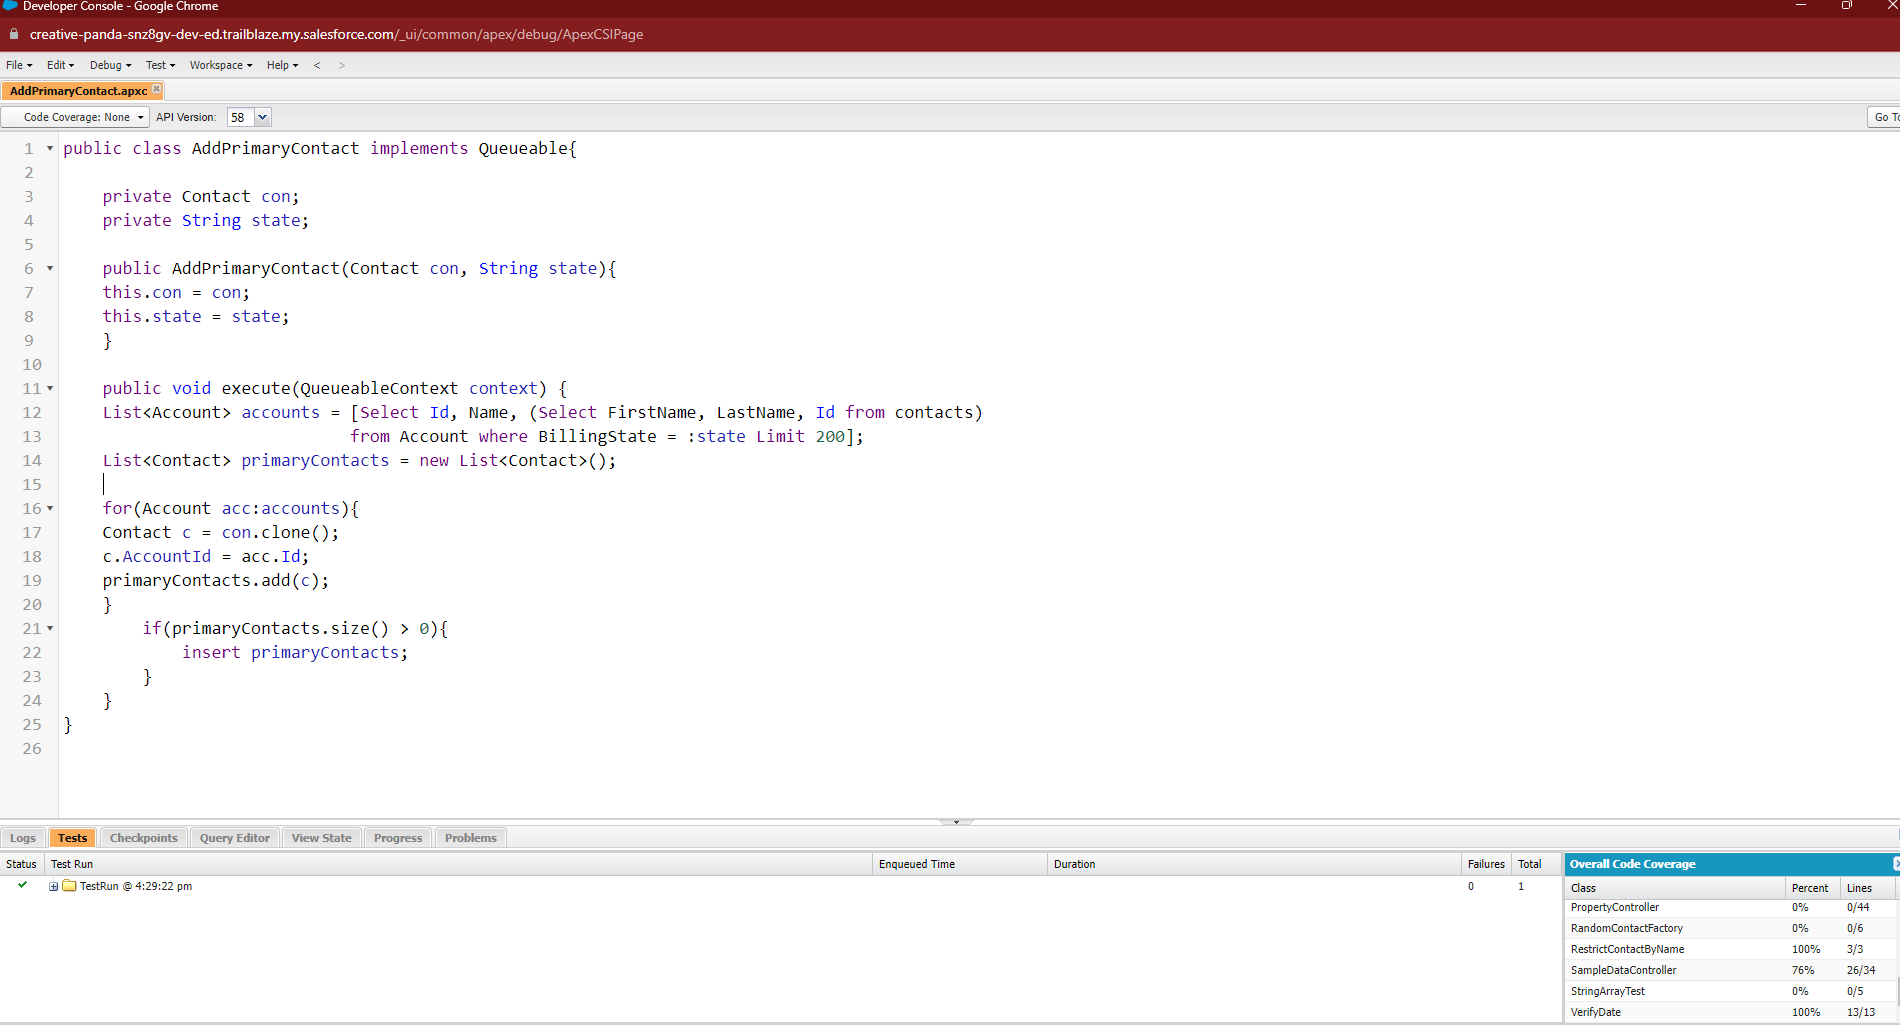 Developer Console - Google Chrome
creative-panda-snz8gv-dev-ed.trailblaze.my.salesforce.com/_ui/common/apex/debug/ApexCSIPage
File Edit Debug Test Workspace Help < >
AddPrimaryContact.apxc
Code Coverage: None API Version: 58 Go To
1 public class AddPrimaryContact implements Queueable{
2
3 private Contact con;
4 private String state;
5
6 public AddPrimaryContact(Contact con, String state){
7 this.con = con;
8 this.state = state;
9 }
10
11 public void execute(QueueableContext context) {
12 List<Account> accounts = [Select Id, Name, (Select FirstName, LastName, Id from contacts)
13 from Account where BillingState = :state Limit 200];
14 List<Contact> primaryContacts = new List<Contact>();
15
16 for(Account acc:accounts){
17 Contact c = con.clone();
18 c.AccountId = acc.Id;
19 primaryContacts.add(c);
20 }
21 if(primaryContacts.size() > 0){
22 insert primaryContacts;
23 }
24 }
25 }
26
Logs Tests Checkpoints Query Editor View State Progress Problems
Status Test Run Enqueued Time Duration Failures Total
TestRun @ 4:29:22 pm 0 1
Overall Code Coverage
Class Percent Lines
PropertyController 0% 0/44
RandomContactFactory 0% 0/6
RestrictContactByName 100% 3/3
SampleDataController 76% 26/34
StringArrayTest 0% 0/5
VerifyDate 100% 13/13